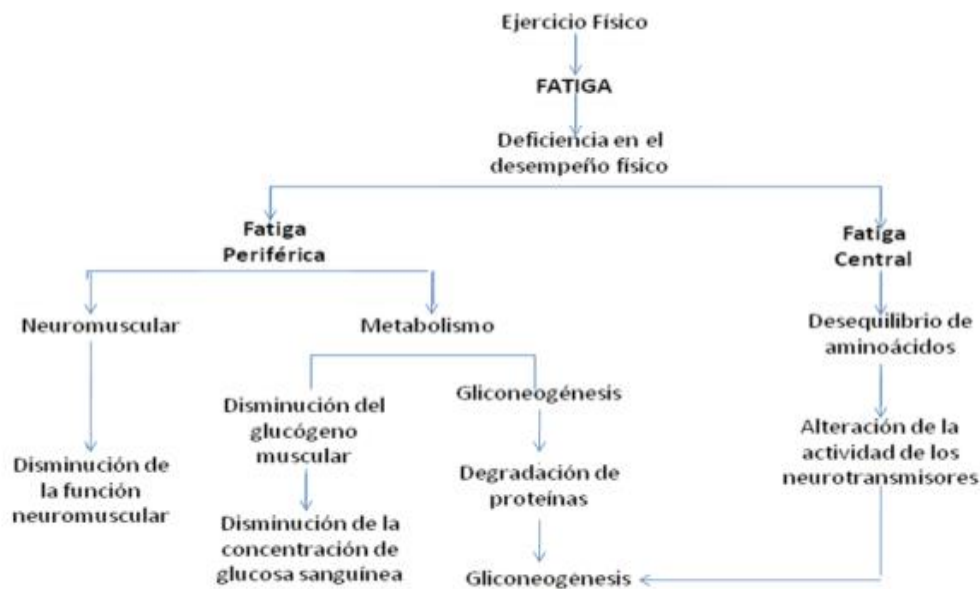 Ejercicio Físico
FATIGA
Deficiencia en el
desempeño físico
Fatiga
Periférica
Fatiga
Central
Neuromuscular
Metabolismo
Desequilibrio de
aminoácidos
Disminución del
glucógeno
muscular
Gliconeogénesis
Alteración de la
actividad de los
neurotransmisores
Disminución de
la función
neuromuscular
Degradación de
proteínas
Disminución de la
concentración de
glucosa sanguínea
Gliconeogénesis